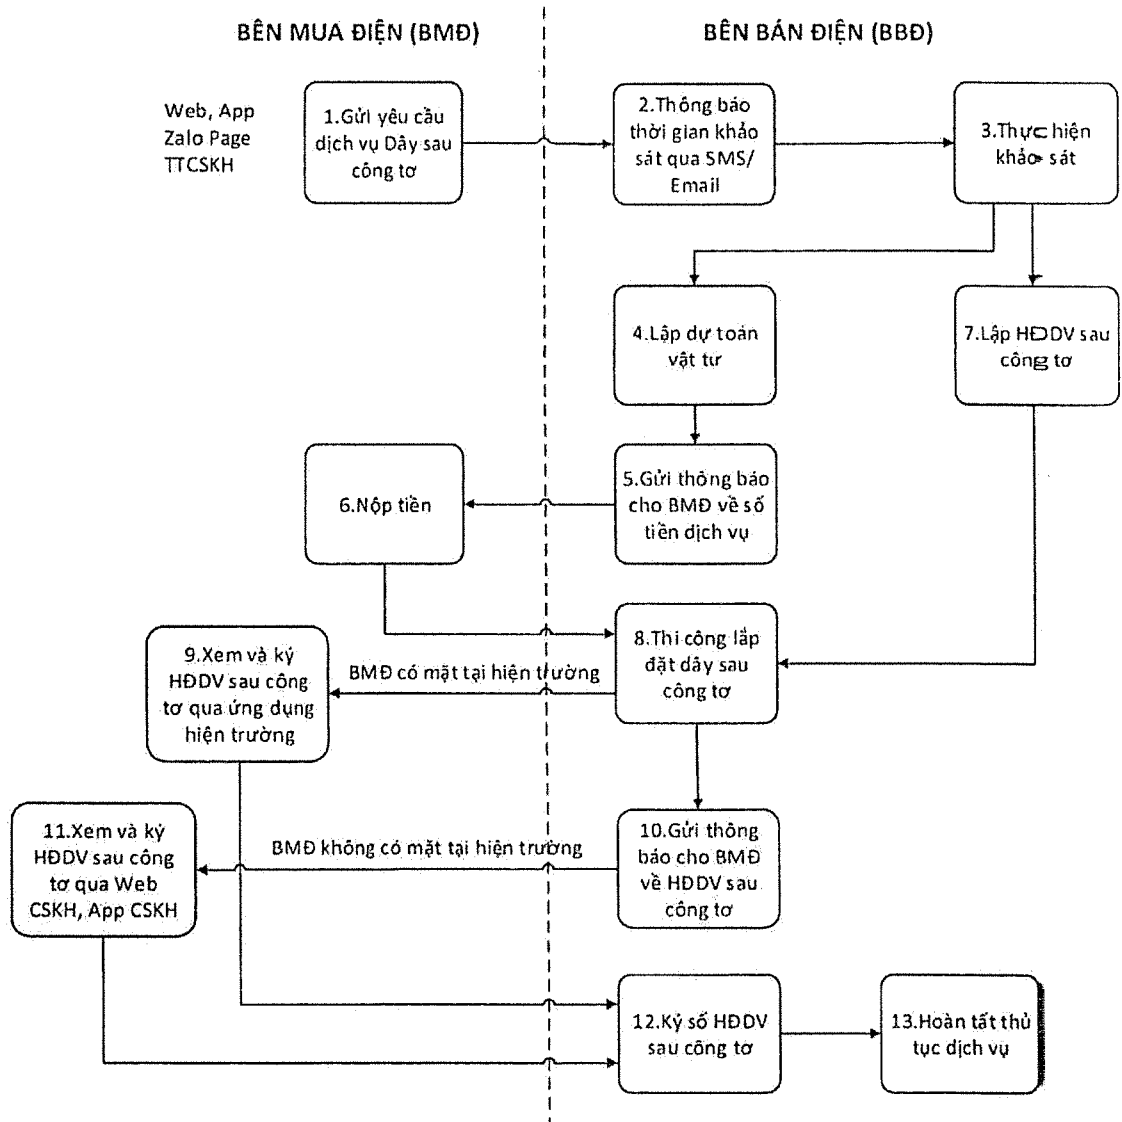 BÊN MUA ĐIỆN (BMĐ)
BÊN BÁN ĐIỆN (BBĐ)
Web, App
Zalo Page
TTCSKH
1.Gửi yêu cầu
dịch vụ Dây sau
công tơ
2.Thông báo
thời gian khảo
sát qua SMS/
Email
3.Thực hiện
khảo sát
4.Lập dự toán
vật tư
7.Lập HĐDV sau
công tơ
5.Gửi thông báo
cho BMĐ về số
tiền dịch vụ
6.Nộp tiền
8.Thi công lắp
đặt dây sau
công tơ
9.Xem và ký
HĐDV sau công
tơ qua ứng dụng
hiện trường
BMĐ có mặt tại hiện trường
10.Gửi thông
báo cho BMĐ
về HĐDV sau
công tơ
11.Xem và ký
HĐDV sau công
tơ qua Web
CSKH, App CSKH
BMĐ không có mặt tại hiện trường
12.Ký số HĐDV
sau công tơ
13.Hoàn tất thủ
tục dịch vụ